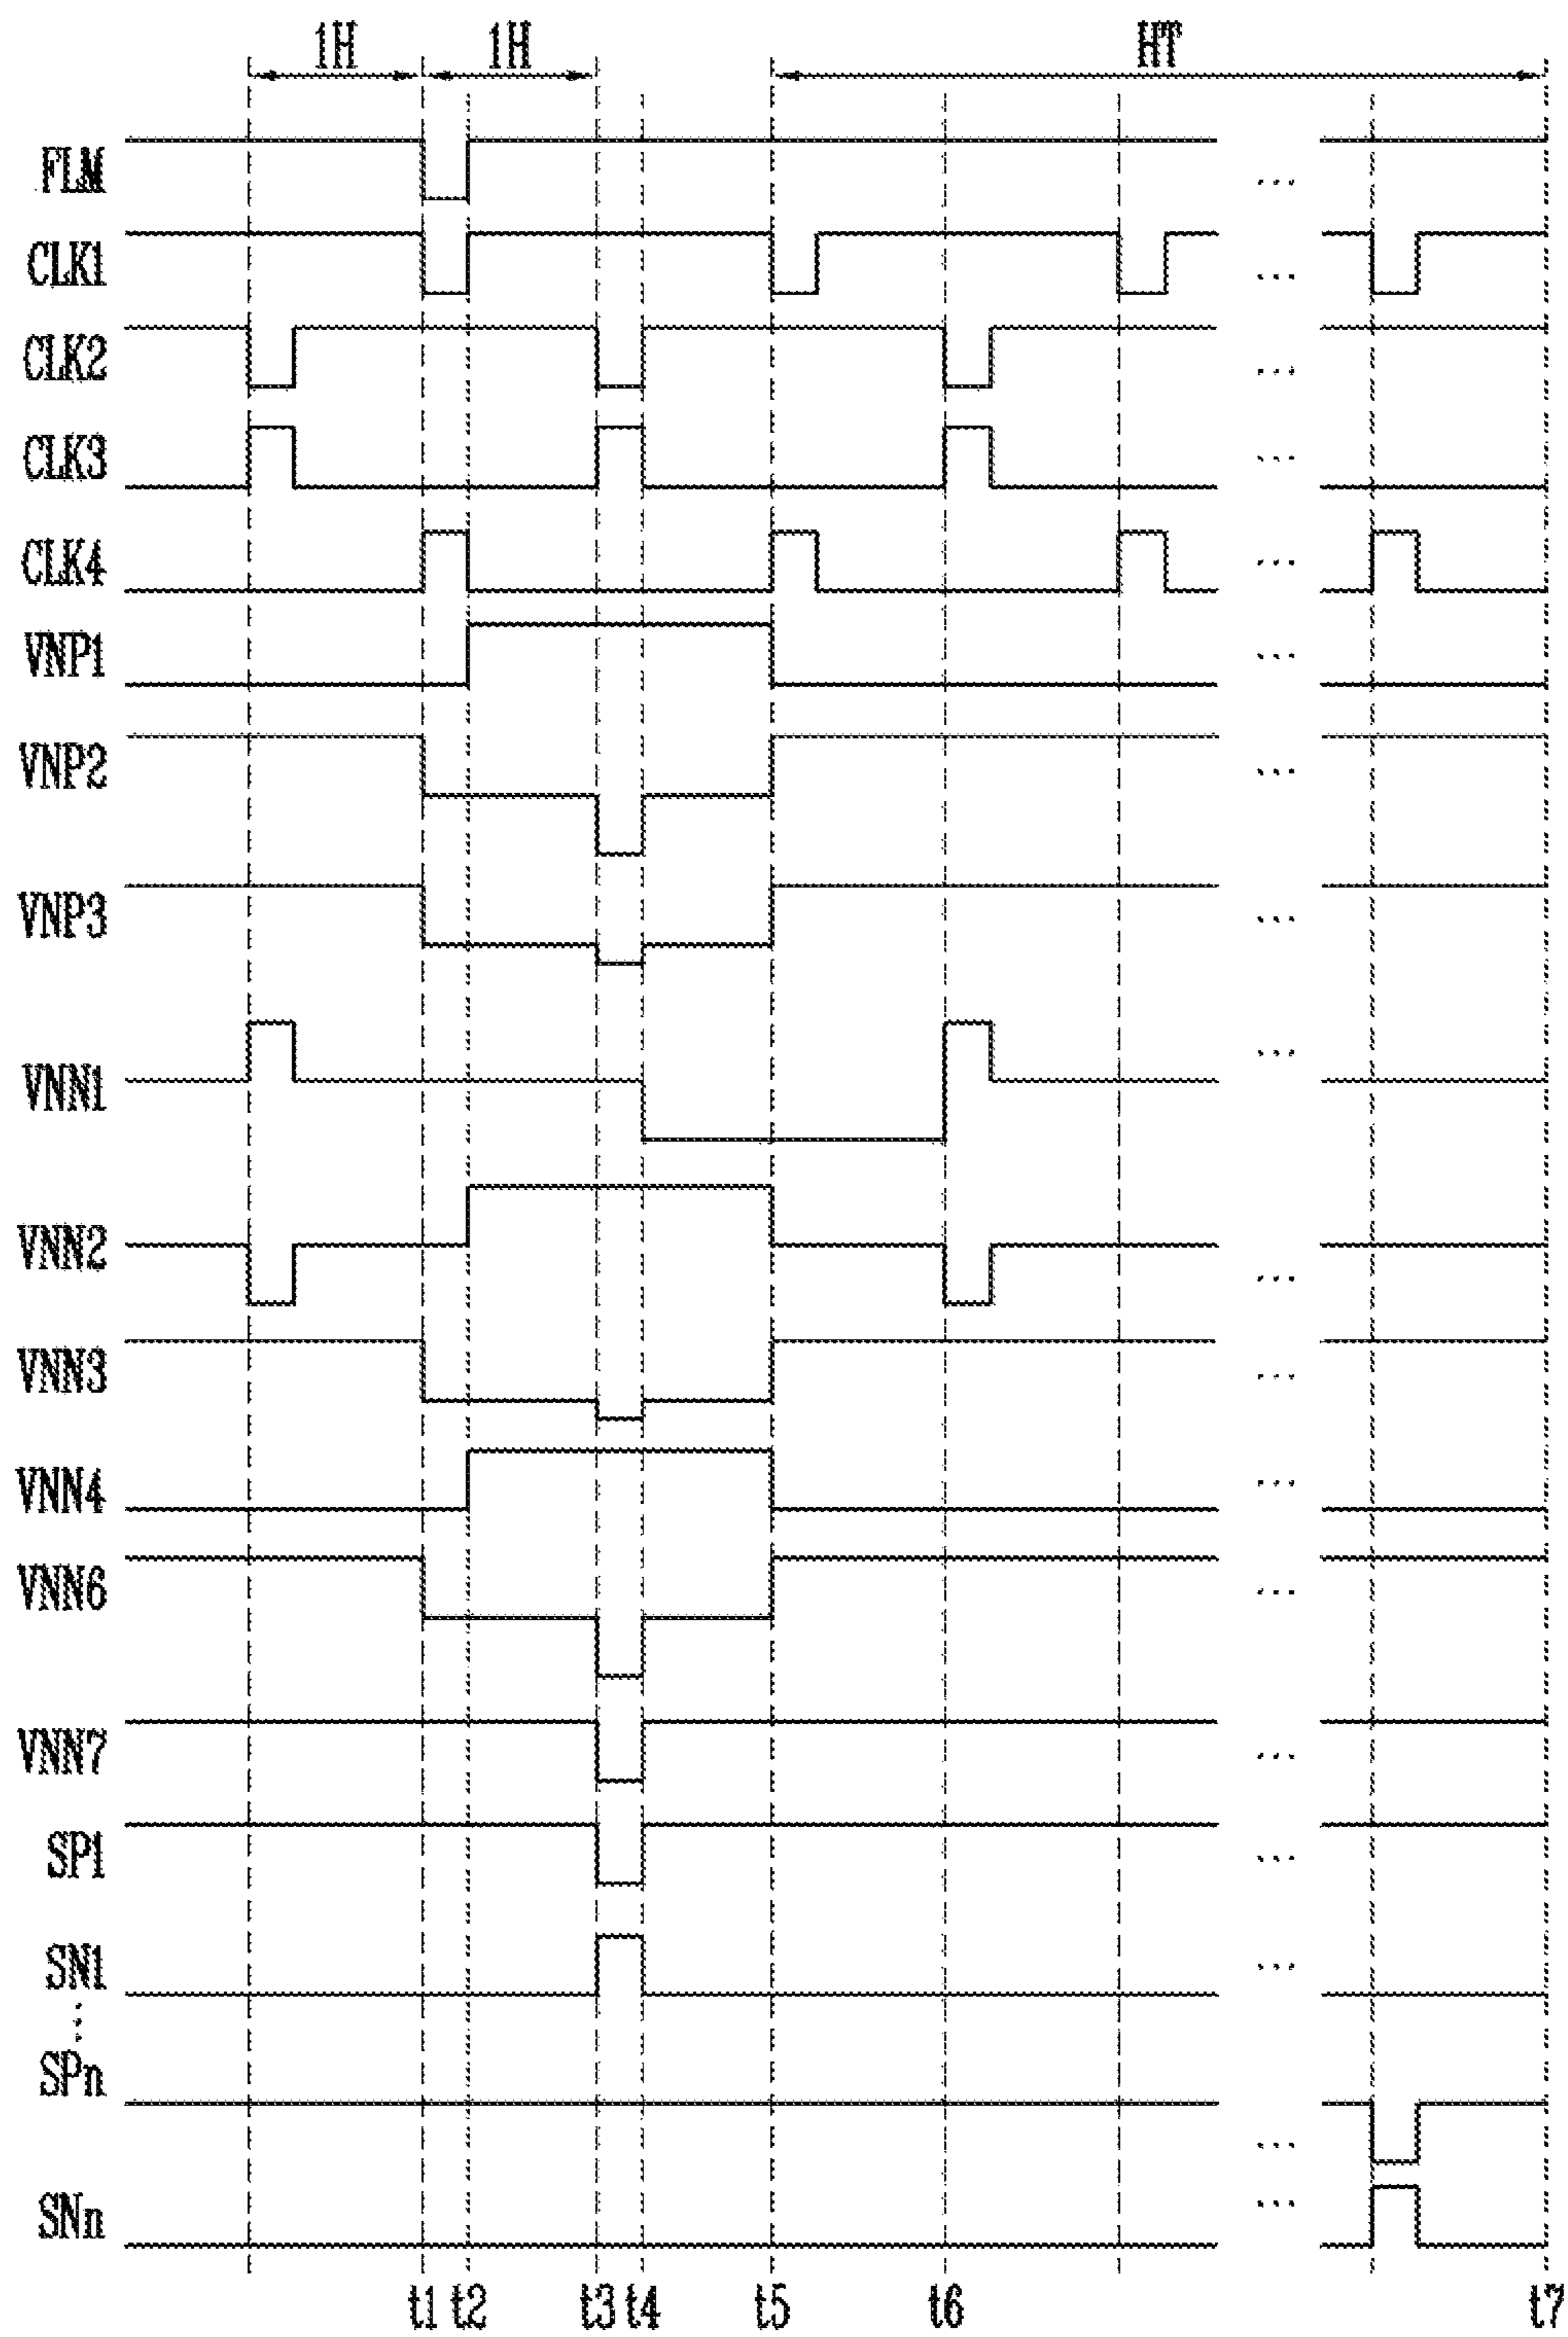 1H 1H HT
FLM
CLK1
CLK2
CLK3
CLK4
VNP1
VNP2
VNP3
VNN1
VNN2
VNN3
VNN4
VNN6
VNN7
SP1
SN1
SPn
SNn
t1 t2 t3 t4 t5 t6 t7